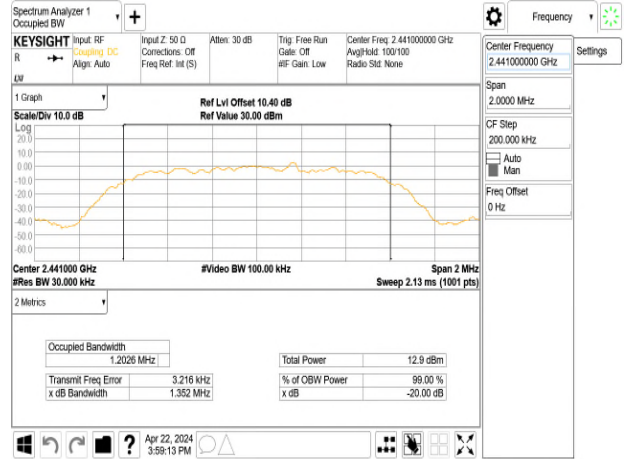 Spectrum Analyzer 1
Occupied BW
+
Frequency
KEYSIGHT
R
Input: RF
Coupling: DC
Align: Auto
Input Z: 50 Ω
Corrections: Off
Freq Ref: Int (S)
Atten: 30 dB
Trig: Free Run
Gate: Off
#IF Gain: Low
Center Freq: 2.441000000 GHz
Avg|Hold: 100/100
Radio Std: None
Center Frequency
2.441000000 GHz
Settings
Span
2.0000 MHz
CF Step
200.000 kHz
Auto
Man
Freq Offset
0 Hz
1 Graph
Ref Lvl Offset 10.40 dB
Scale/Div 10.0 dB
Ref Value 30.00 dBm
Log
20.0
10.0
0.00
-10.0
-20.0
-30.0
-40.0
-50.0
-60.0
Center 2.441000 GHz
#Video BW 100.00 kHz
Span 2 MHz
#Res BW 30.000 kHz
Sweep 2.13 ms (1001 pts)
2 Metrics
Occupied Bandwidth
1.2026 MHz
Total Power 12.9 dBm
Transmit Freq Error 3.216 kHz
% of OBW Power 99.00 %
x dB Bandwidth 1.352 MHz
x dB -20.00 dB
?
Apr 22, 2024
3:59:13 PM